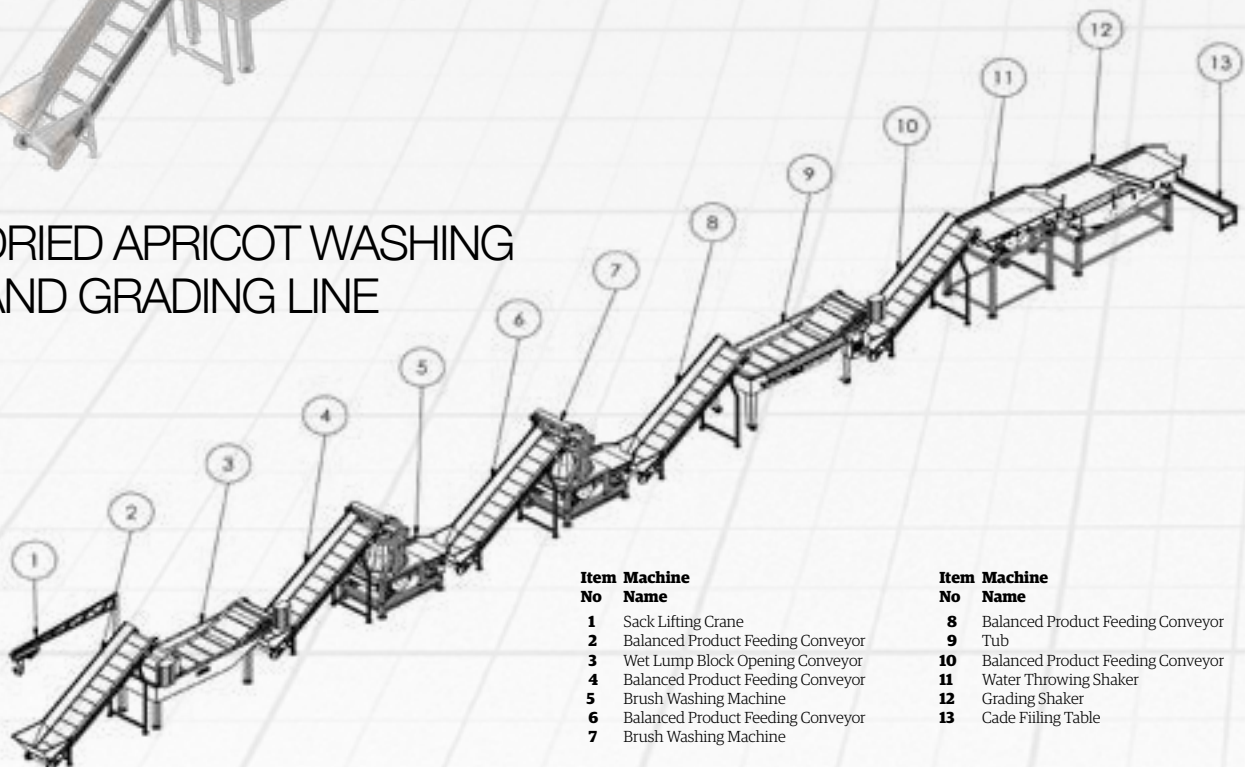 12
13
11
10
9
8
DRIED APRICOT WASHING
AND GRADING LINE
7
6
5
4
3
2
1
Item Machine
No Name
1 Sack Lifting Crane
2 Balanced Product Feeding Conveyor
3 Wet Lump Block Opening Conveyor
4 Balanced Product Feeding Conveyor
5 Brush Washing Machine
6 Balanced Product Feeding Conveyor
7 Brush Washing Machine
Item Machine
No Name
8 Balanced Product Feeding Conveyor
9 Tub
10 Balanced Product Feeding Conveyor
11 Water Throwing Shaker
12 Grading Shaker
13 Cade Fiiling Table